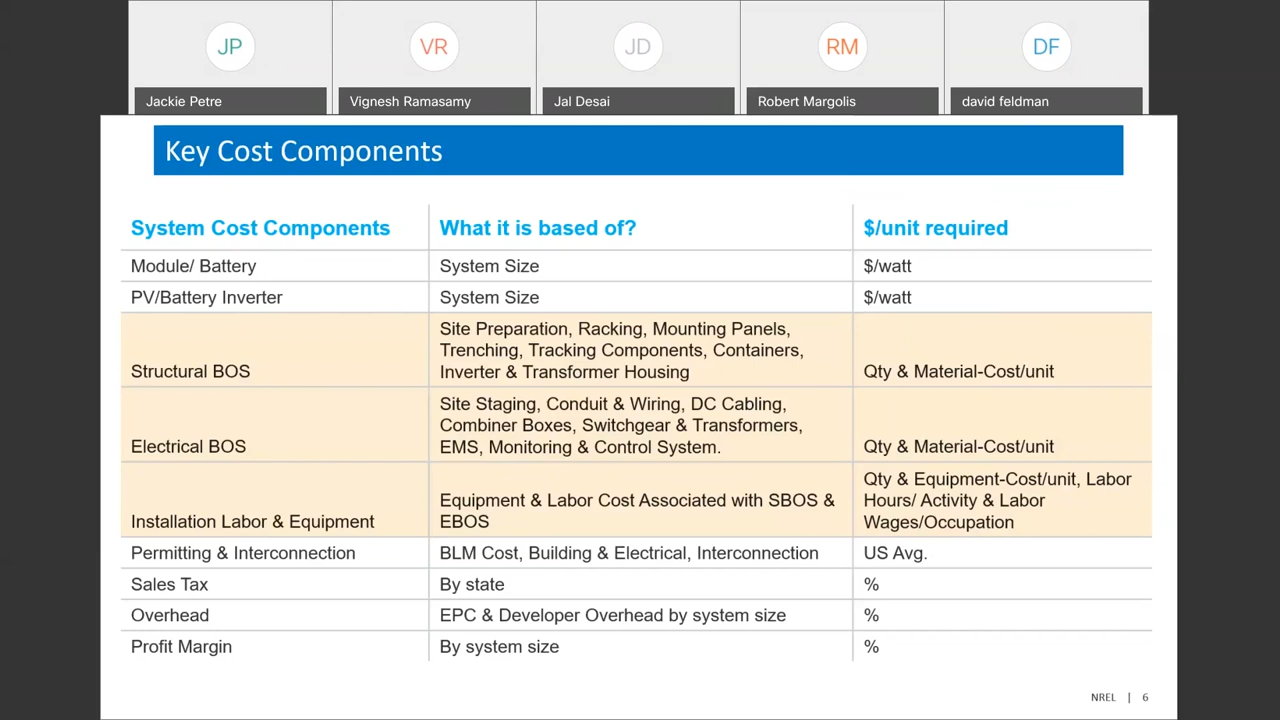 JP VR JD RM DF
Jackie Petre Vignesh Ramasamy Jal Desai Robert Margolis david feldman
Key Cost Components
System Cost Components What it is based of? $/unit required
Module/ Battery System Size $/watt
PV/Battery Inverter System Size $/watt
Site Preparation, Racking, Mounting Panels,
Trenching, Tracking Components, Containers,
Structural BOS Inverter & Transformer Housing Qty & Material-Cost/unit
Site Staging, Conduit & Wiring, DC Cabling,
Combiner Boxes, Switchgear & Transformers,
Electrical BOS EMS, Monitoring & Control System. Qty & Material-Cost/unit
Qty & Equipment-Cost/unit, Labor
Equipment & Labor Cost Associated with SBOS & Hours/ Activity & Labor
Installation Labor & Equipment EBOS Wages/Occupation
Permitting & Interconnection BLM Cost, Building & Electrical, Interconnection US Avg.
Sales Tax By state %
Overhead EPC & Developer Overhead by system size %
Profit Margin By system size %
NREL | 6